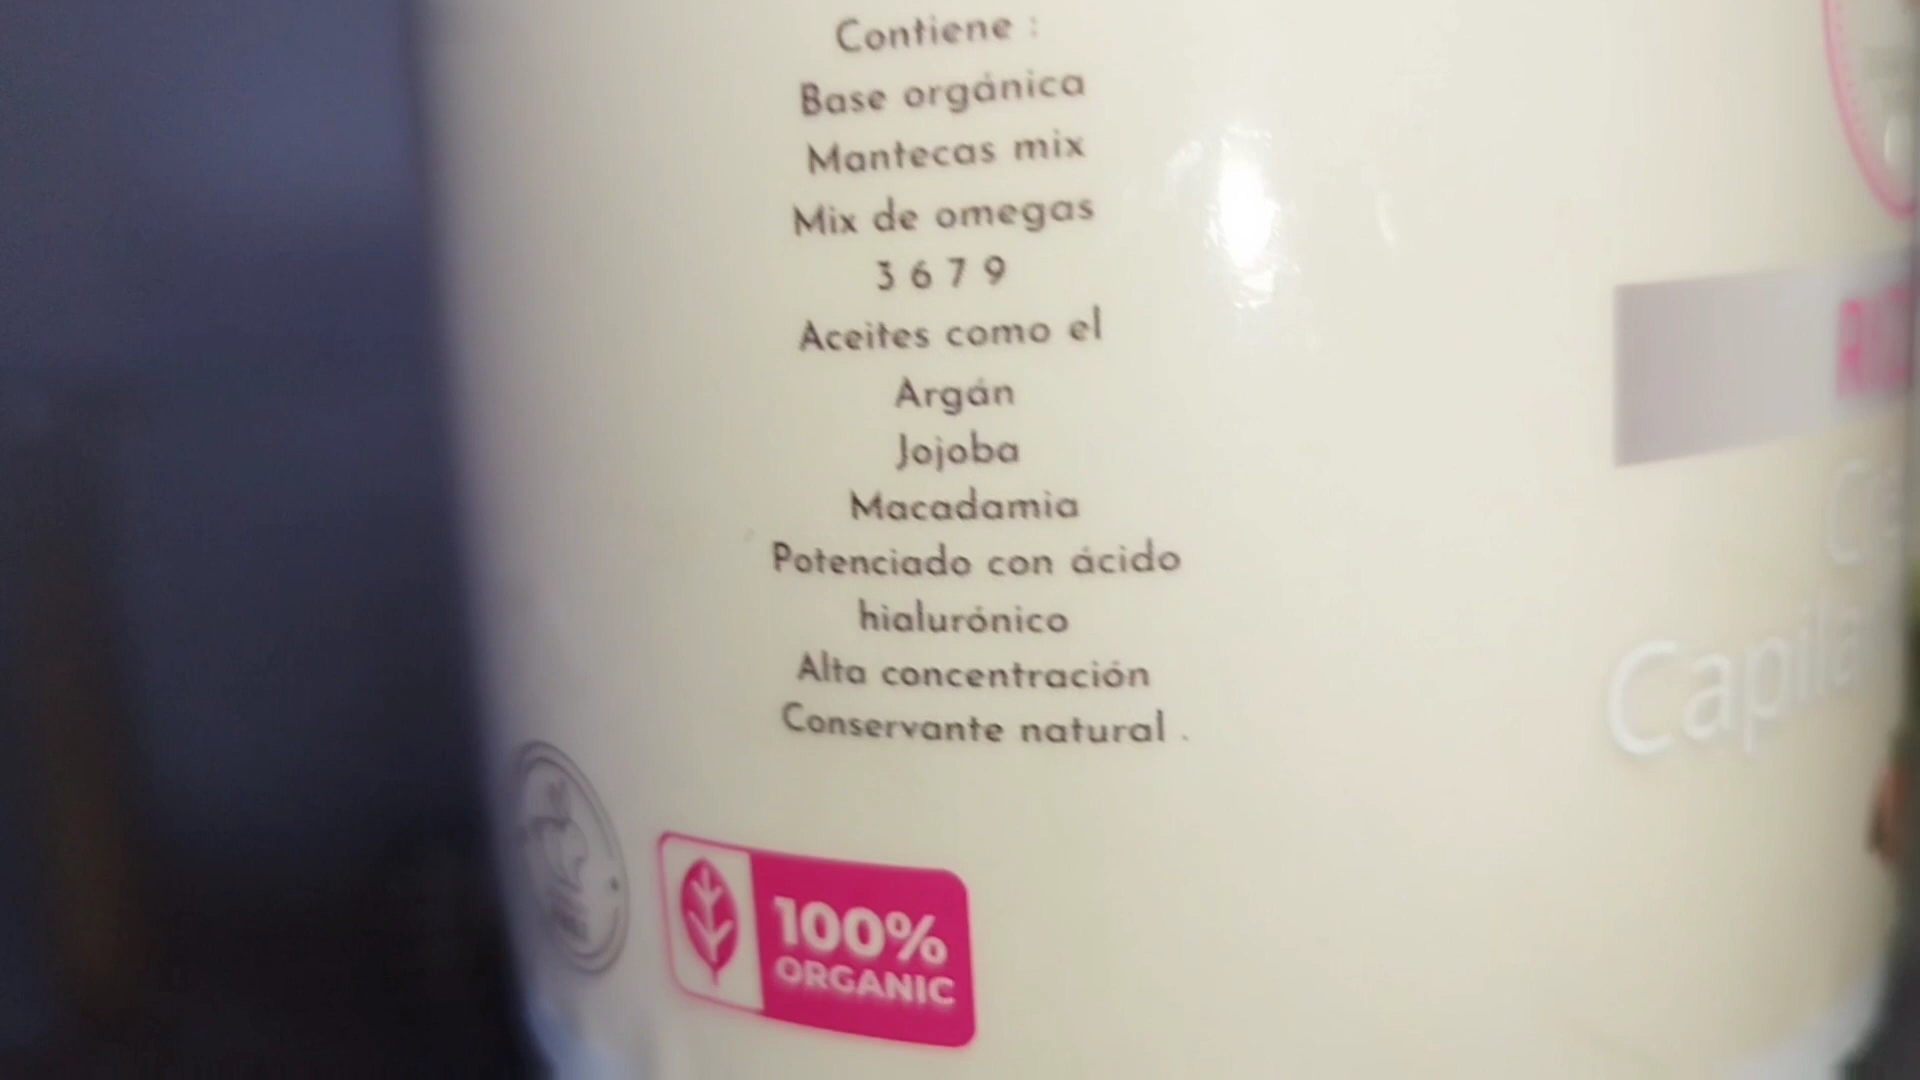 Contiene :
Base orgánica
Mantecas mix
Mix de omegas
3 6 7 9
Aceites como el
Argán
Jojoba
Macadamia
Potenciado con ácido
hialurónico
Alta concentración
Conservante natural .
100%
ORGANIC
Capila